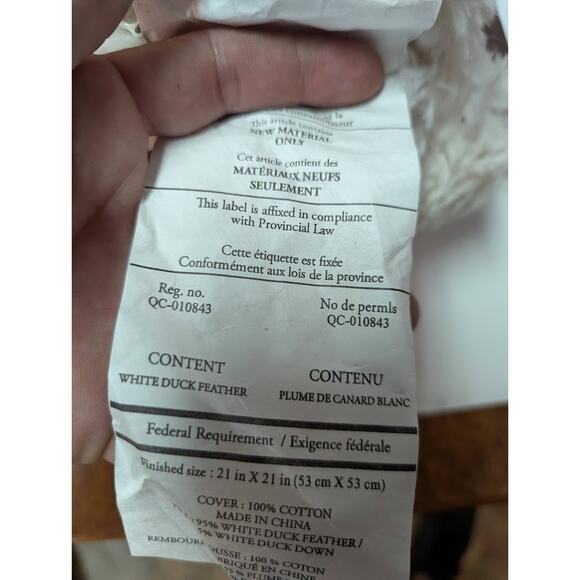 This article contains
NEW MATERIAL
ONLY
Cet article contient des
MATÉRIAUX NEUFS
SEULEMENT
This label is affixed in compliance
with Provincial Law
Cette étiquette est fixée
Conformément aux lois de la province
Reg. no. No de permls
QC-010843 QC-010843
CONTENT CONTENU
WHITE DUCK FEATHER PLUME DE CANARD BLANC
Federal Requirement / Exigence fédérale
Finished size : 21 in X 21 in (53 cm X 53 cm)
COVER : 100% COTTON
MADE IN CHINA
95% WHITE DUCK FEATHER /
5% WHITE DUCK DOWN
100 % COTON
EN CHINE